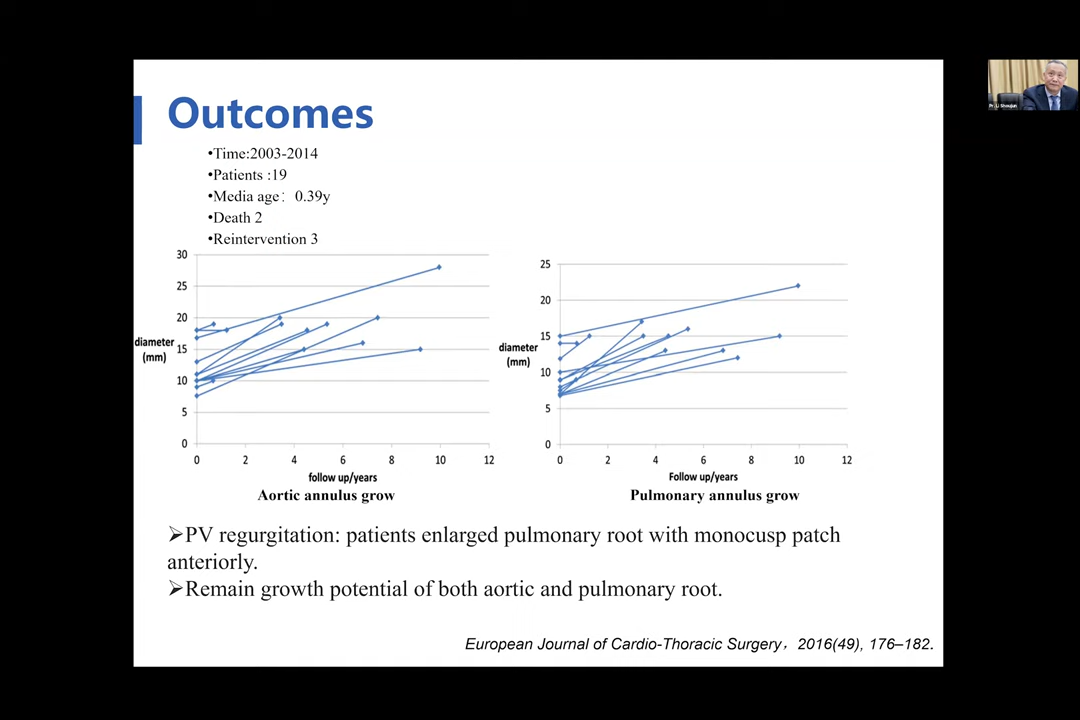 Outcomes
•Time:2003-2014
•Patients :19
•Media age： 0.39y
•Death 2
•Reintervention 3
30
25
20
15
10
5
0
diameter
(mm)
0 2 4 6 8 10 12
follow up/years
Aortic annulus grow
25
20
15
10
5
0
diameter
(mm)
0 2 4 6 8 10 12
Follow up/years
Pulmonary annulus grow
➢PV regurgitation: patients enlarged pulmonary root with monocusp patch
anteriorly.
➢Remain growth potential of both aortic and pulmonary root.
European Journal of Cardio-Thoracic Surgery，2016(49), 176–182.
Pr. Li Shoujun